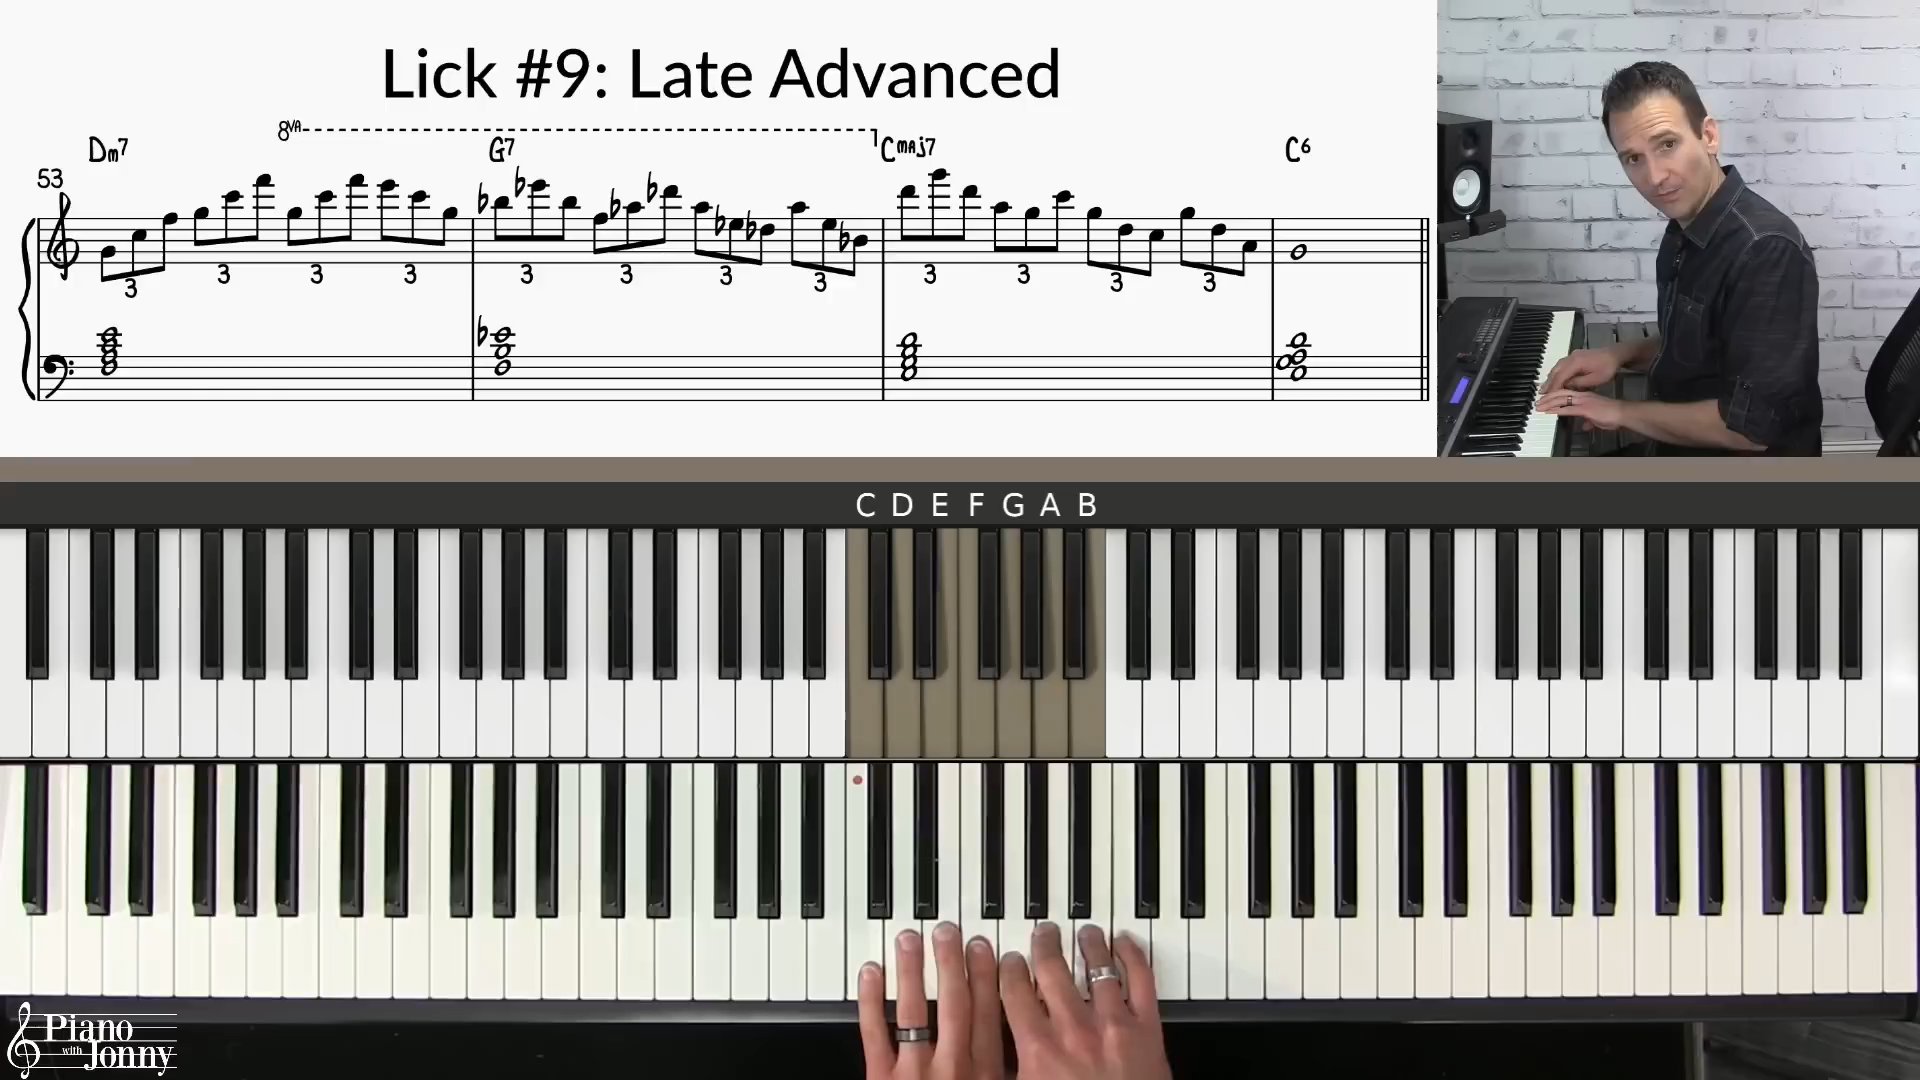 Lick #9: Late Advanced
8VA
Dm7 G7 Cmaj7 C6
53
3 3 3 3 3 3 3 3 3 3 3 3
C D E F G A B
Piano
with Jonny